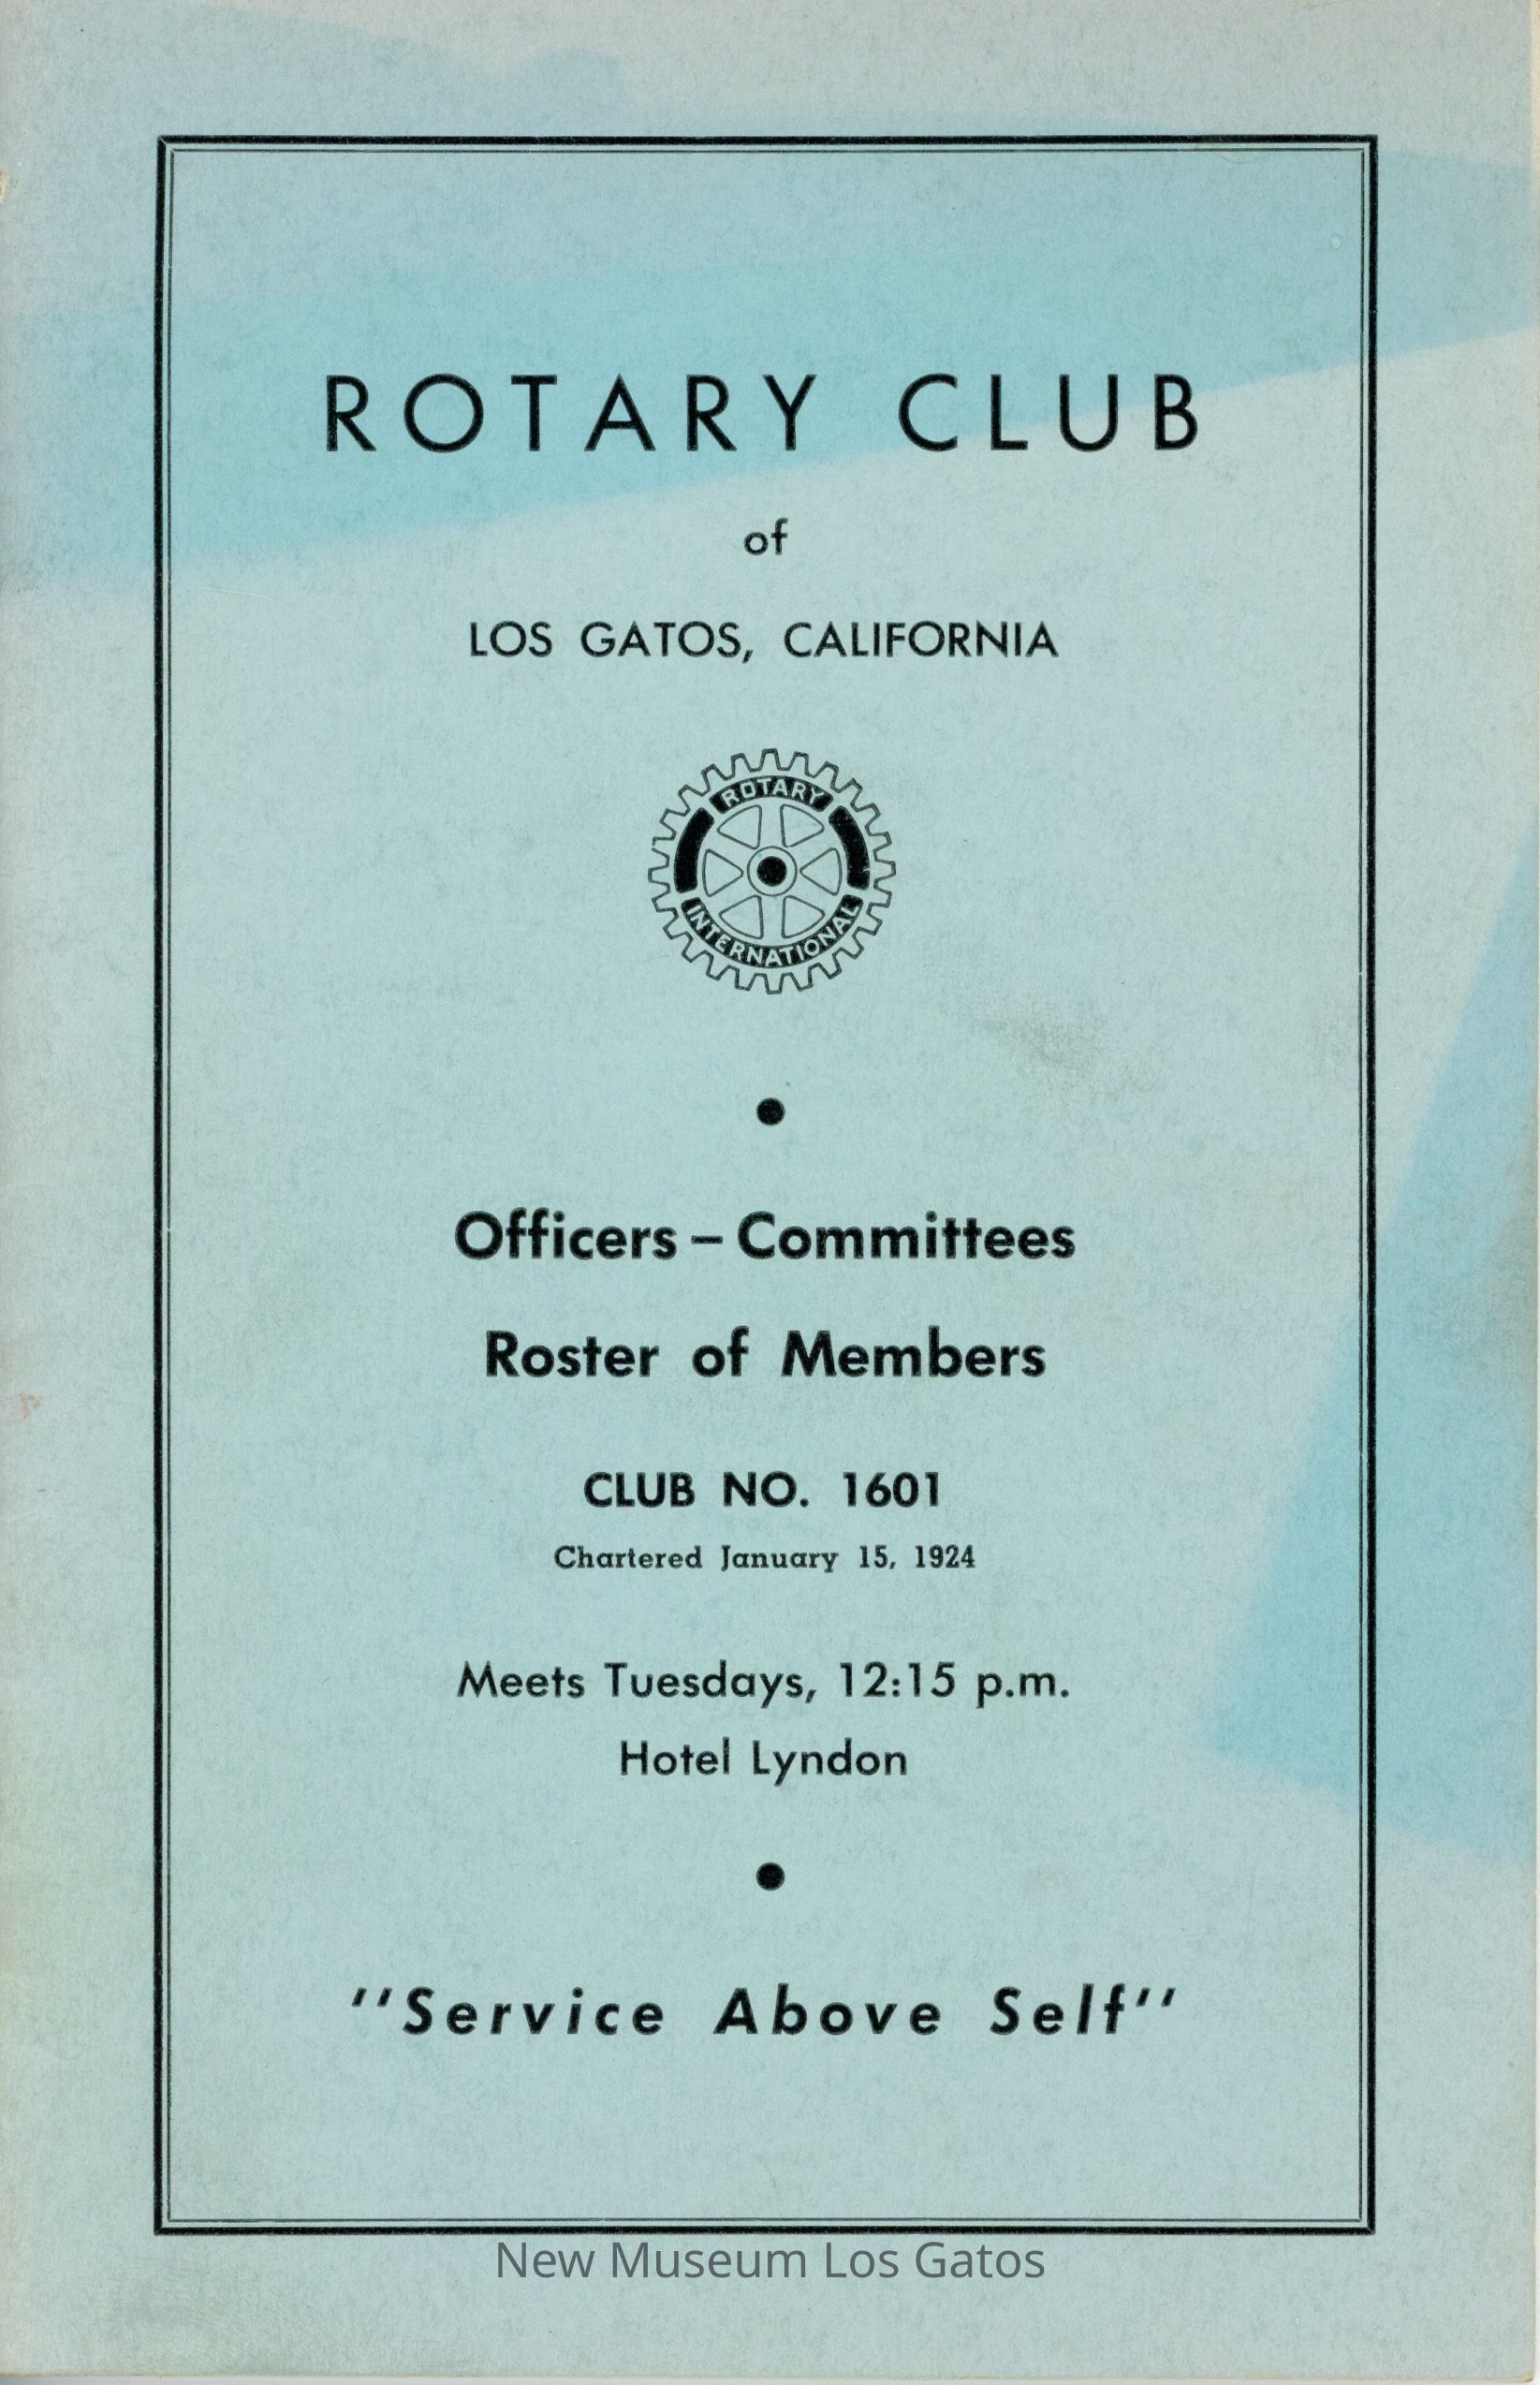 ROTARY CLUB
of
LOS GATOS, CALIFORNIA
ROTARY
INTERNATIONAL
Officers – Committees
Roster of Members
CLUB NO. 1601
Chartered January 15, 1924
Meets Tuesdays, 12:15 p.m.
Hotel Lyndon
"Service Above Self"
New Museum Los Gatos